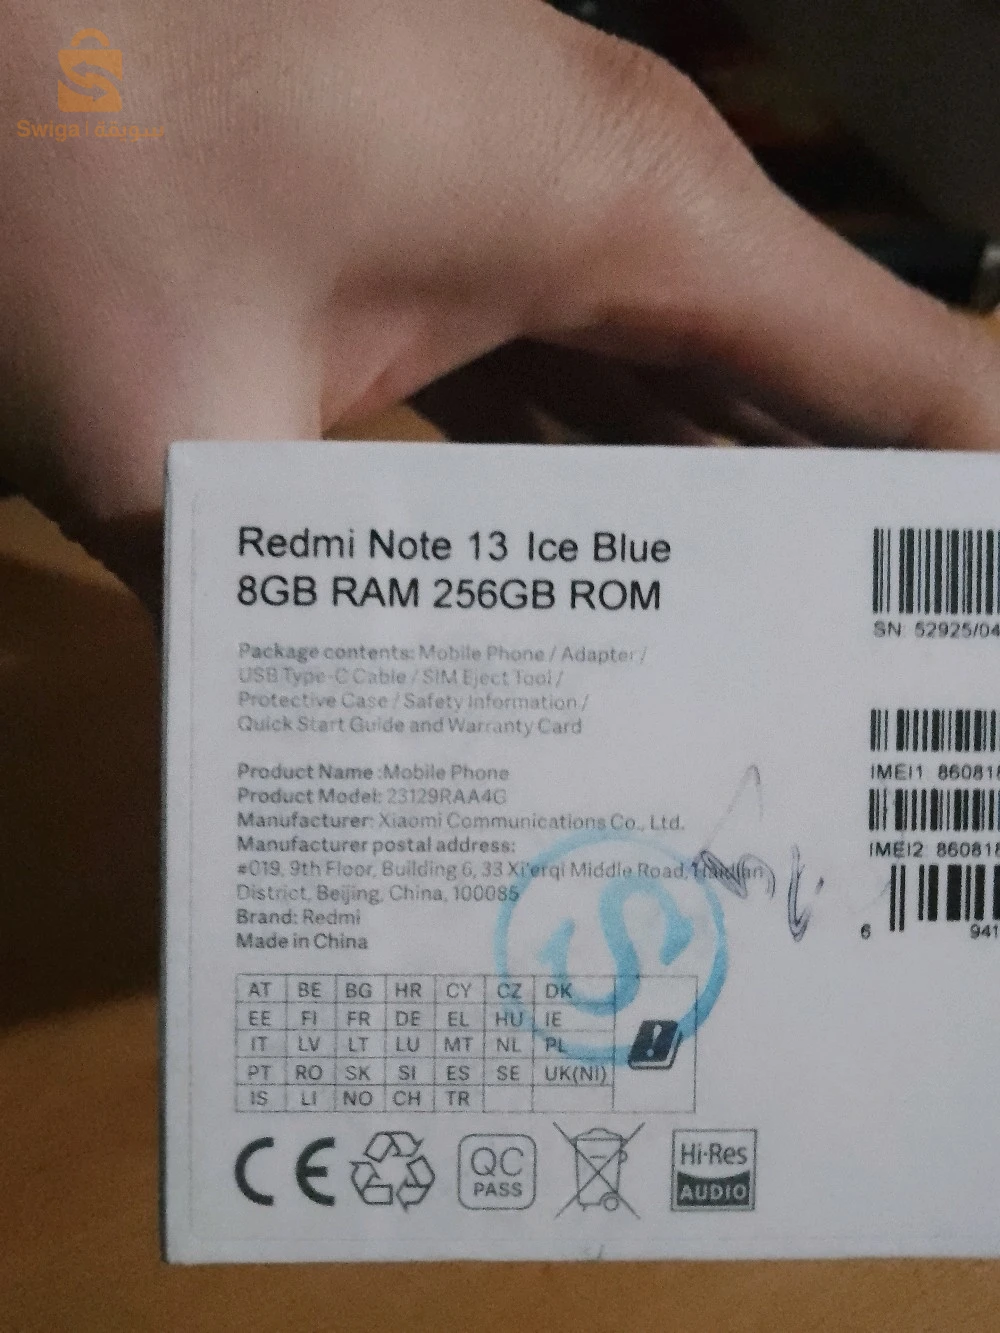 Swiga | سويقة
Redmi Note 13 Ice Blue
8GB RAM 256GB ROM
Package contents: Mobile Phone / Adapter /
USB Type-C Cable / SIM Eject Tool /
Protective Case / Safety Information /
Quick Start Guide and Warranty Card
Product Name :Mobile Phone
Product Model: 23129RAA4G
Manufacturer: Xiaomi Communications Co., Ltd.
Manufacturer postal address:
#019, 9th Floor, Building 6, 33 Xi'erqi Middle Road, Haidian
District, Beijing, China, 100085
Brand: Redmi
Made in China
SN: 52925/04
IMEI1: 860818
IMEI2: 860818
6 941
AT BE BG HR CY CZ DK
EE FI FR DE EL HU IE
IT LV LT LU MT NL PL
PT RO SK SI ES SE UK(NI)
IS LI NO CH TR
CE
QC
PASS
Hi-Res
AUDIO